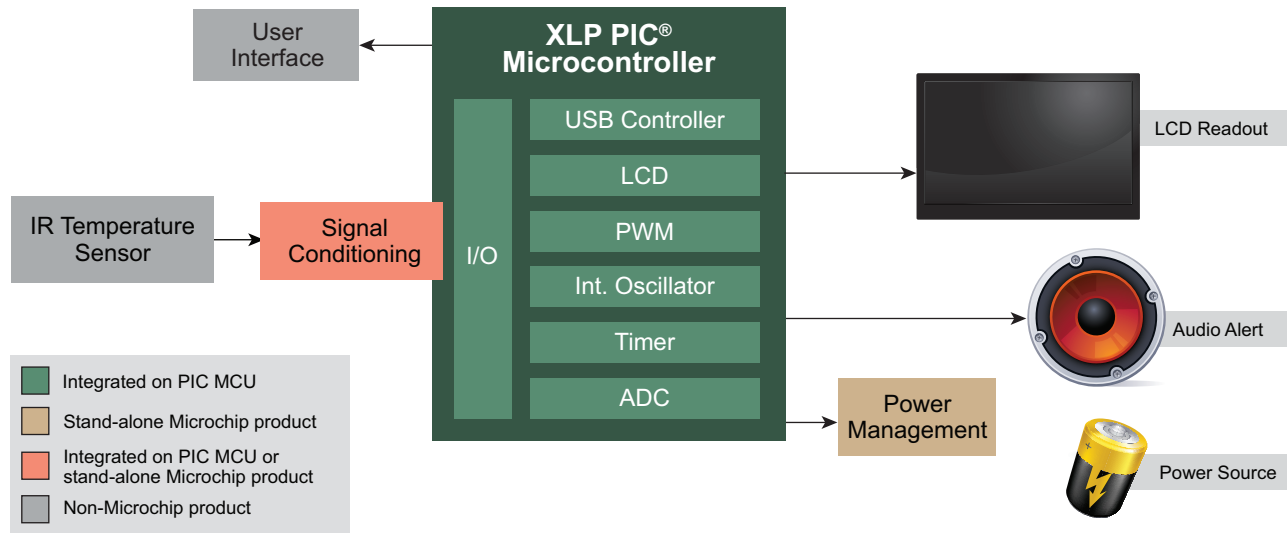 User
Interface
XLP PIC®
Microcontroller
USB Controller
LCD
PWM
Int. Oscillator
Timer
ADC
I/O
IR Temperature
Sensor
Signal
Conditioning
LCD Readout
Audio Alert
Power
Management
Power Source
Integrated on PIC MCU
Stand-alone Microchip product
Integrated on PIC MCU or
stand-alone Microchip product
Non-Microchip product